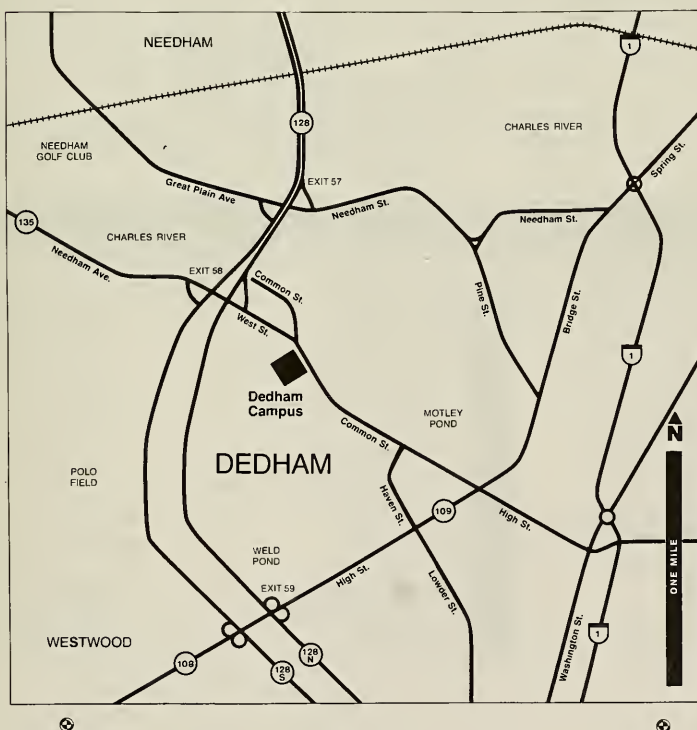 NEEDHAM
1
128
CHARLES RIVER
NEEDHAM
GOLF CLUB
Spring St.
EXIT 57
Great Plain Ave
Needham St.
Needham St.
135
CHARLES RIVER
Needham Ave.
EXIT 58
Common St.
Pine St.
Bridge St.
West St.
1
Dedham
Campus
MOTLEY
POND
Common St.
N
DEDHAM
POLO
FIELD
Haven St.
109
High St.
WELD
POND
ONE MILE
EXIT 59
High St.
Lowder St.
Washington St.
WESTWOOD
1
128
N
108
128
S